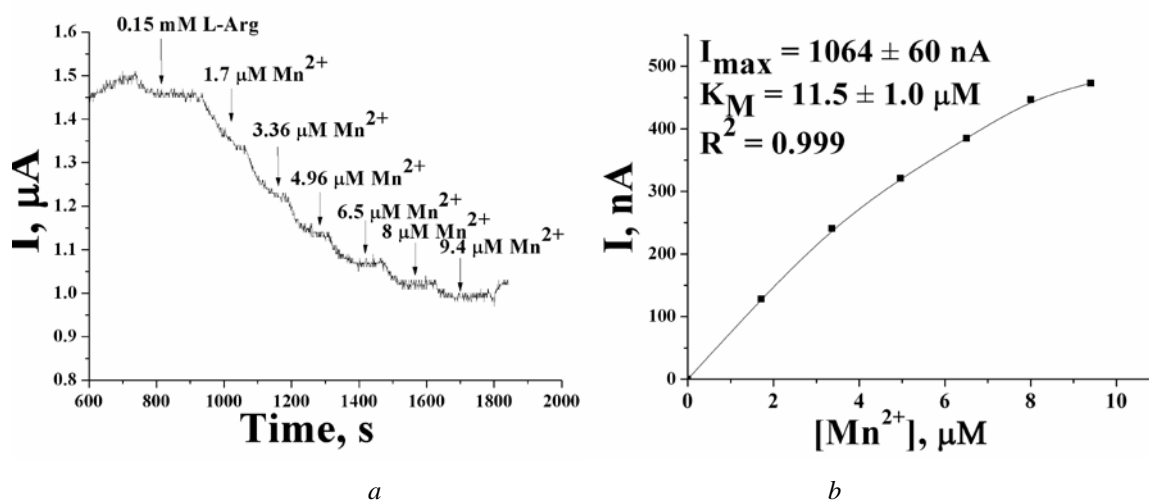 0.15 mM L-Arg
1.7 μM Mn²⁺
3.36 μM Mn²⁺
4.96 μM Mn²⁺
6.5 μM Mn²⁺
8 μM Mn²⁺
9.4 μM Mn²⁺
I, μA
1.6
1.5
1.4
1.3
1.2
1.1
1.0
0.9
0.8
600 800 1000 1200 1400 1600 1800 2000
Time, s
a
I_max = 1064 ± 60 nA
K_M = 11.5 ± 1.0 μM
R² = 0.999
I, nA
500
400
300
200
100
0
0 2 4 6 8 10
[Mn²⁺], μM
b